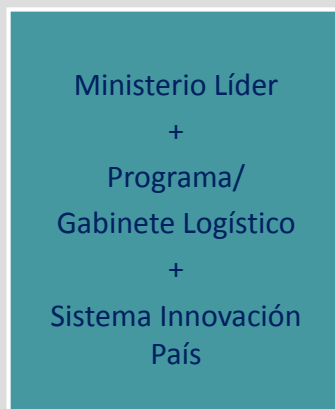 Ministerio Líder
+
Programa/
Gabinete Logístico
+
Sistema Innovación
País